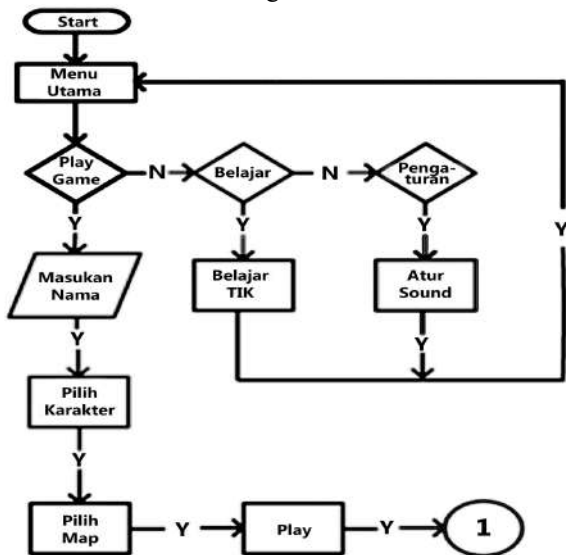 Start
Menu
Utama
Play
Game
N
Belajar
N
Penga-
turan
Y
Y
Y
Y
Masukan
Nama
Belajar
TIK
Atur
Sound
Y
Y
Pilih
Karakter
Y
Pilih
Map
Y
Play
Y
1